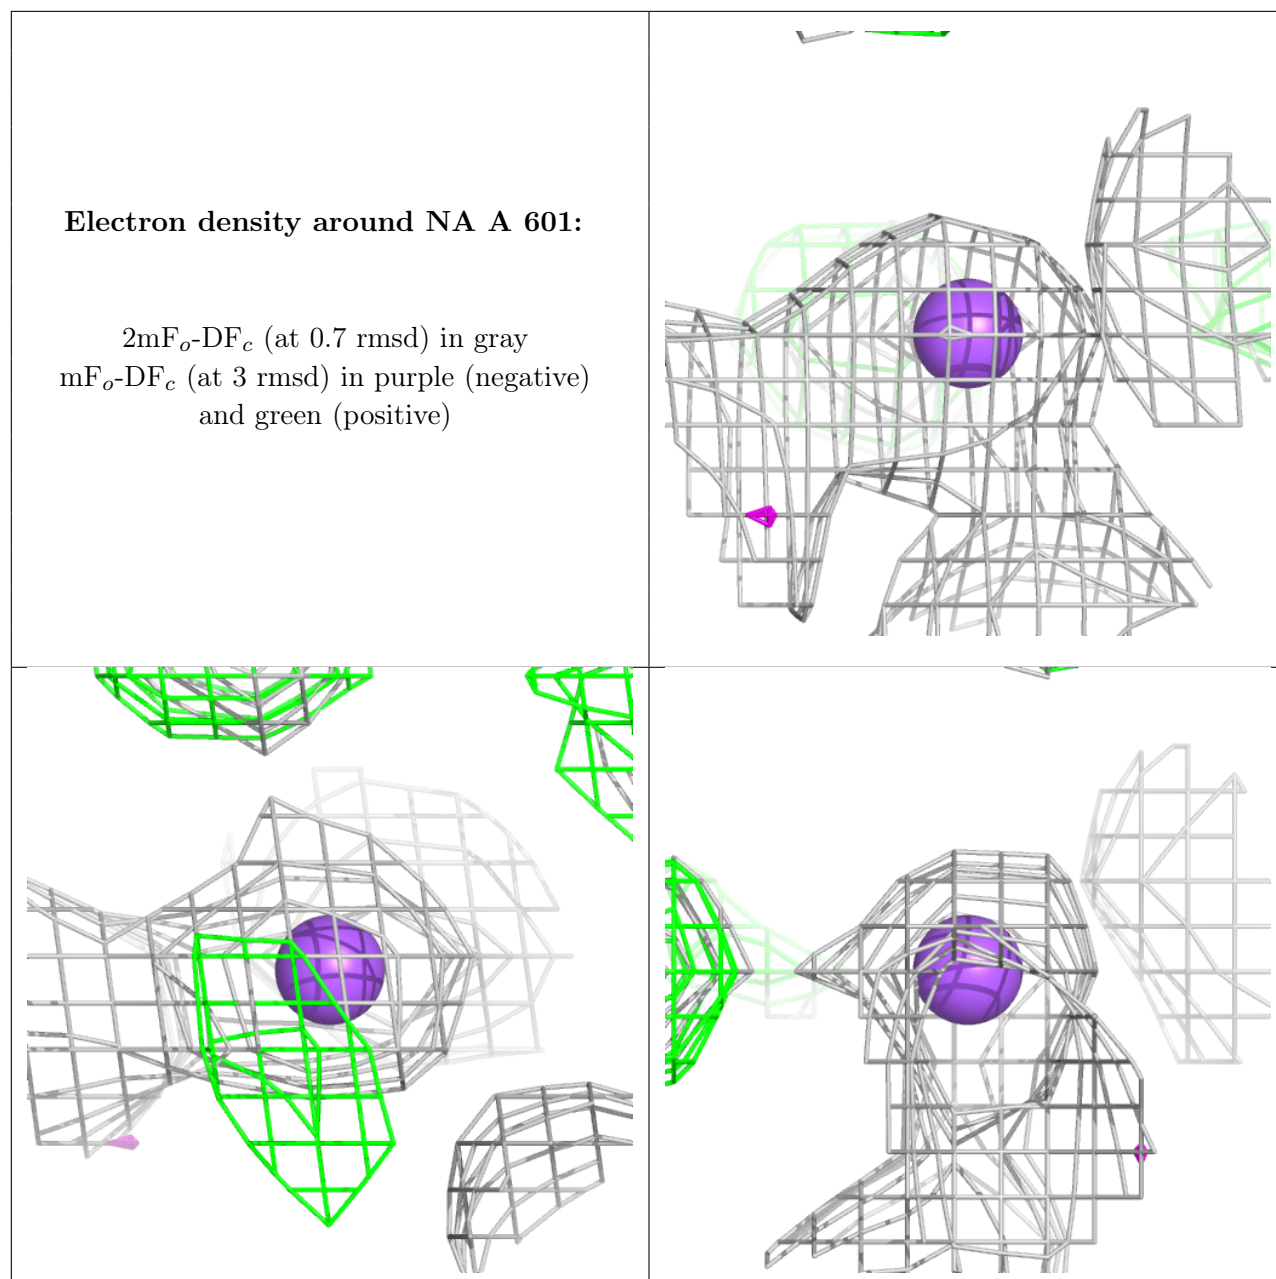 Electron density around NA A 601:
2mFₒ-DF𝒸 (at 0.7 rmsd) in gray
mFₒ-DF𝒸 (at 3 rmsd) in purple (negative)
and green (positive)